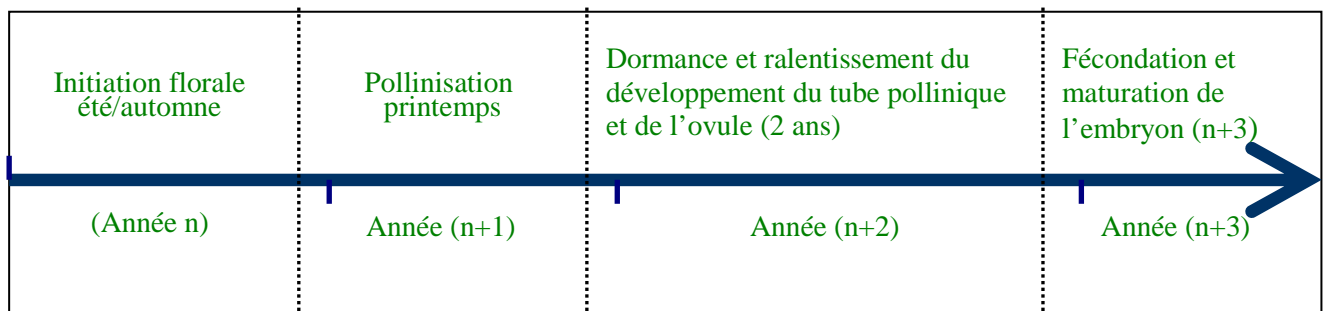 Initiation florale
été/automne
Pollinisation
printemps
Dormance et ralentissement du
développement du tube pollinique
et de l’ovule (2 ans)
Fécondation et
maturation de
l’embryon (n+3)
(Année n)
Année (n+1)
Année (n+2)
Année (n+3)